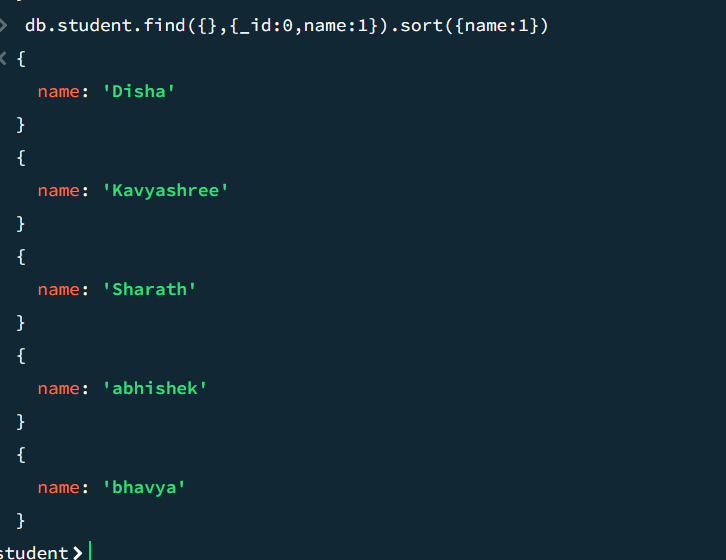 > db.student.find({},{_id:0,name:1}).sort({name:1})
< {
name: 'Disha'
}
{
name: 'Kavyashree'
}
{
name: 'Sharath'
}
{
name: 'abhishek'
}
{
name: 'bhavya'
}
student>